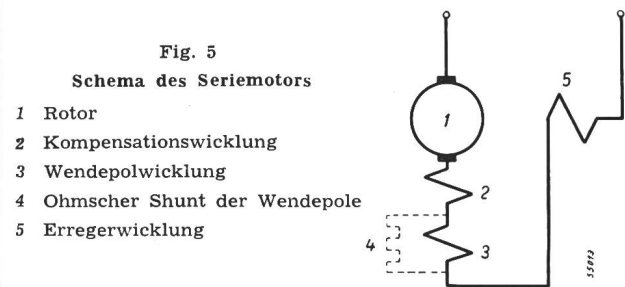 Fig. 5
Schema des Seriemotors
1 Rotor
2 Kompensationswicklung
3 Wendepolwicklung
4 Ohmscher Shunt der Wendepole
5 Erregerwicklung
5
1
2
4
3
55013